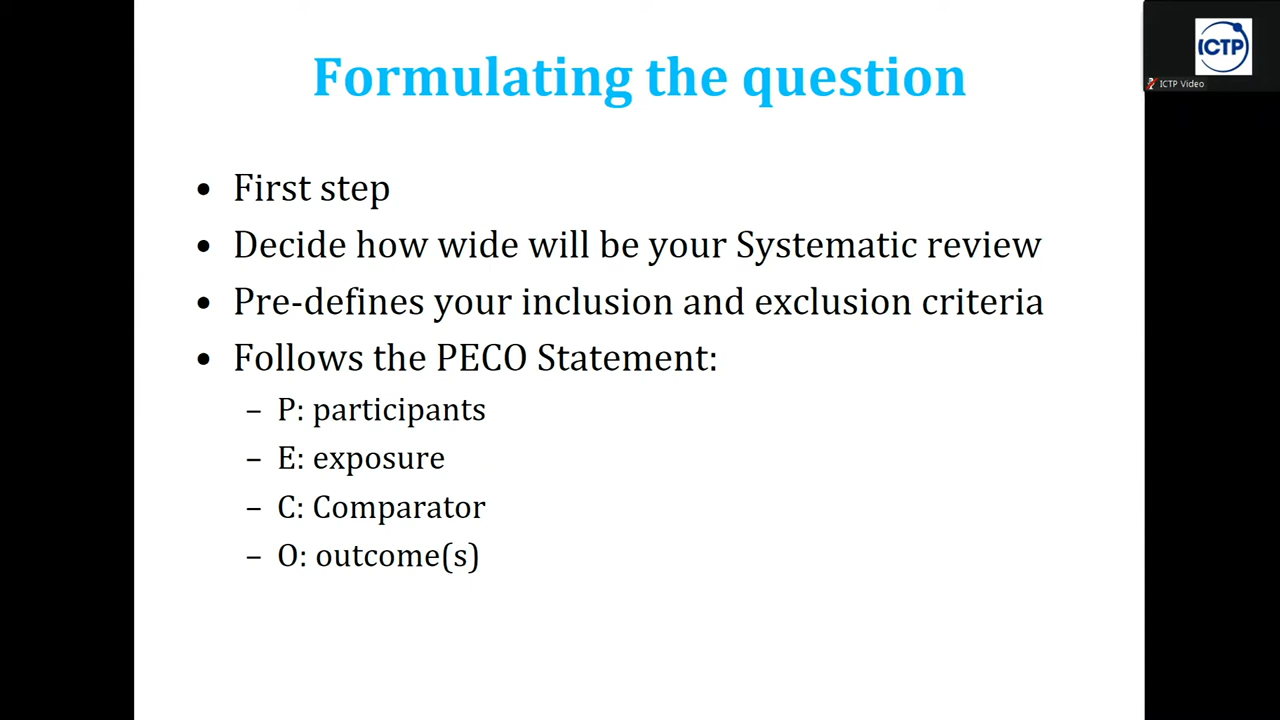 Formulating the question
• First step
• Decide how wide will be your Systematic review
• Pre-defines your inclusion and exclusion criteria
• Follows the PECO Statement:
– P: participants
– E: exposure
– C: Comparator
– O: outcome(s)
ICTP
ICTP Video